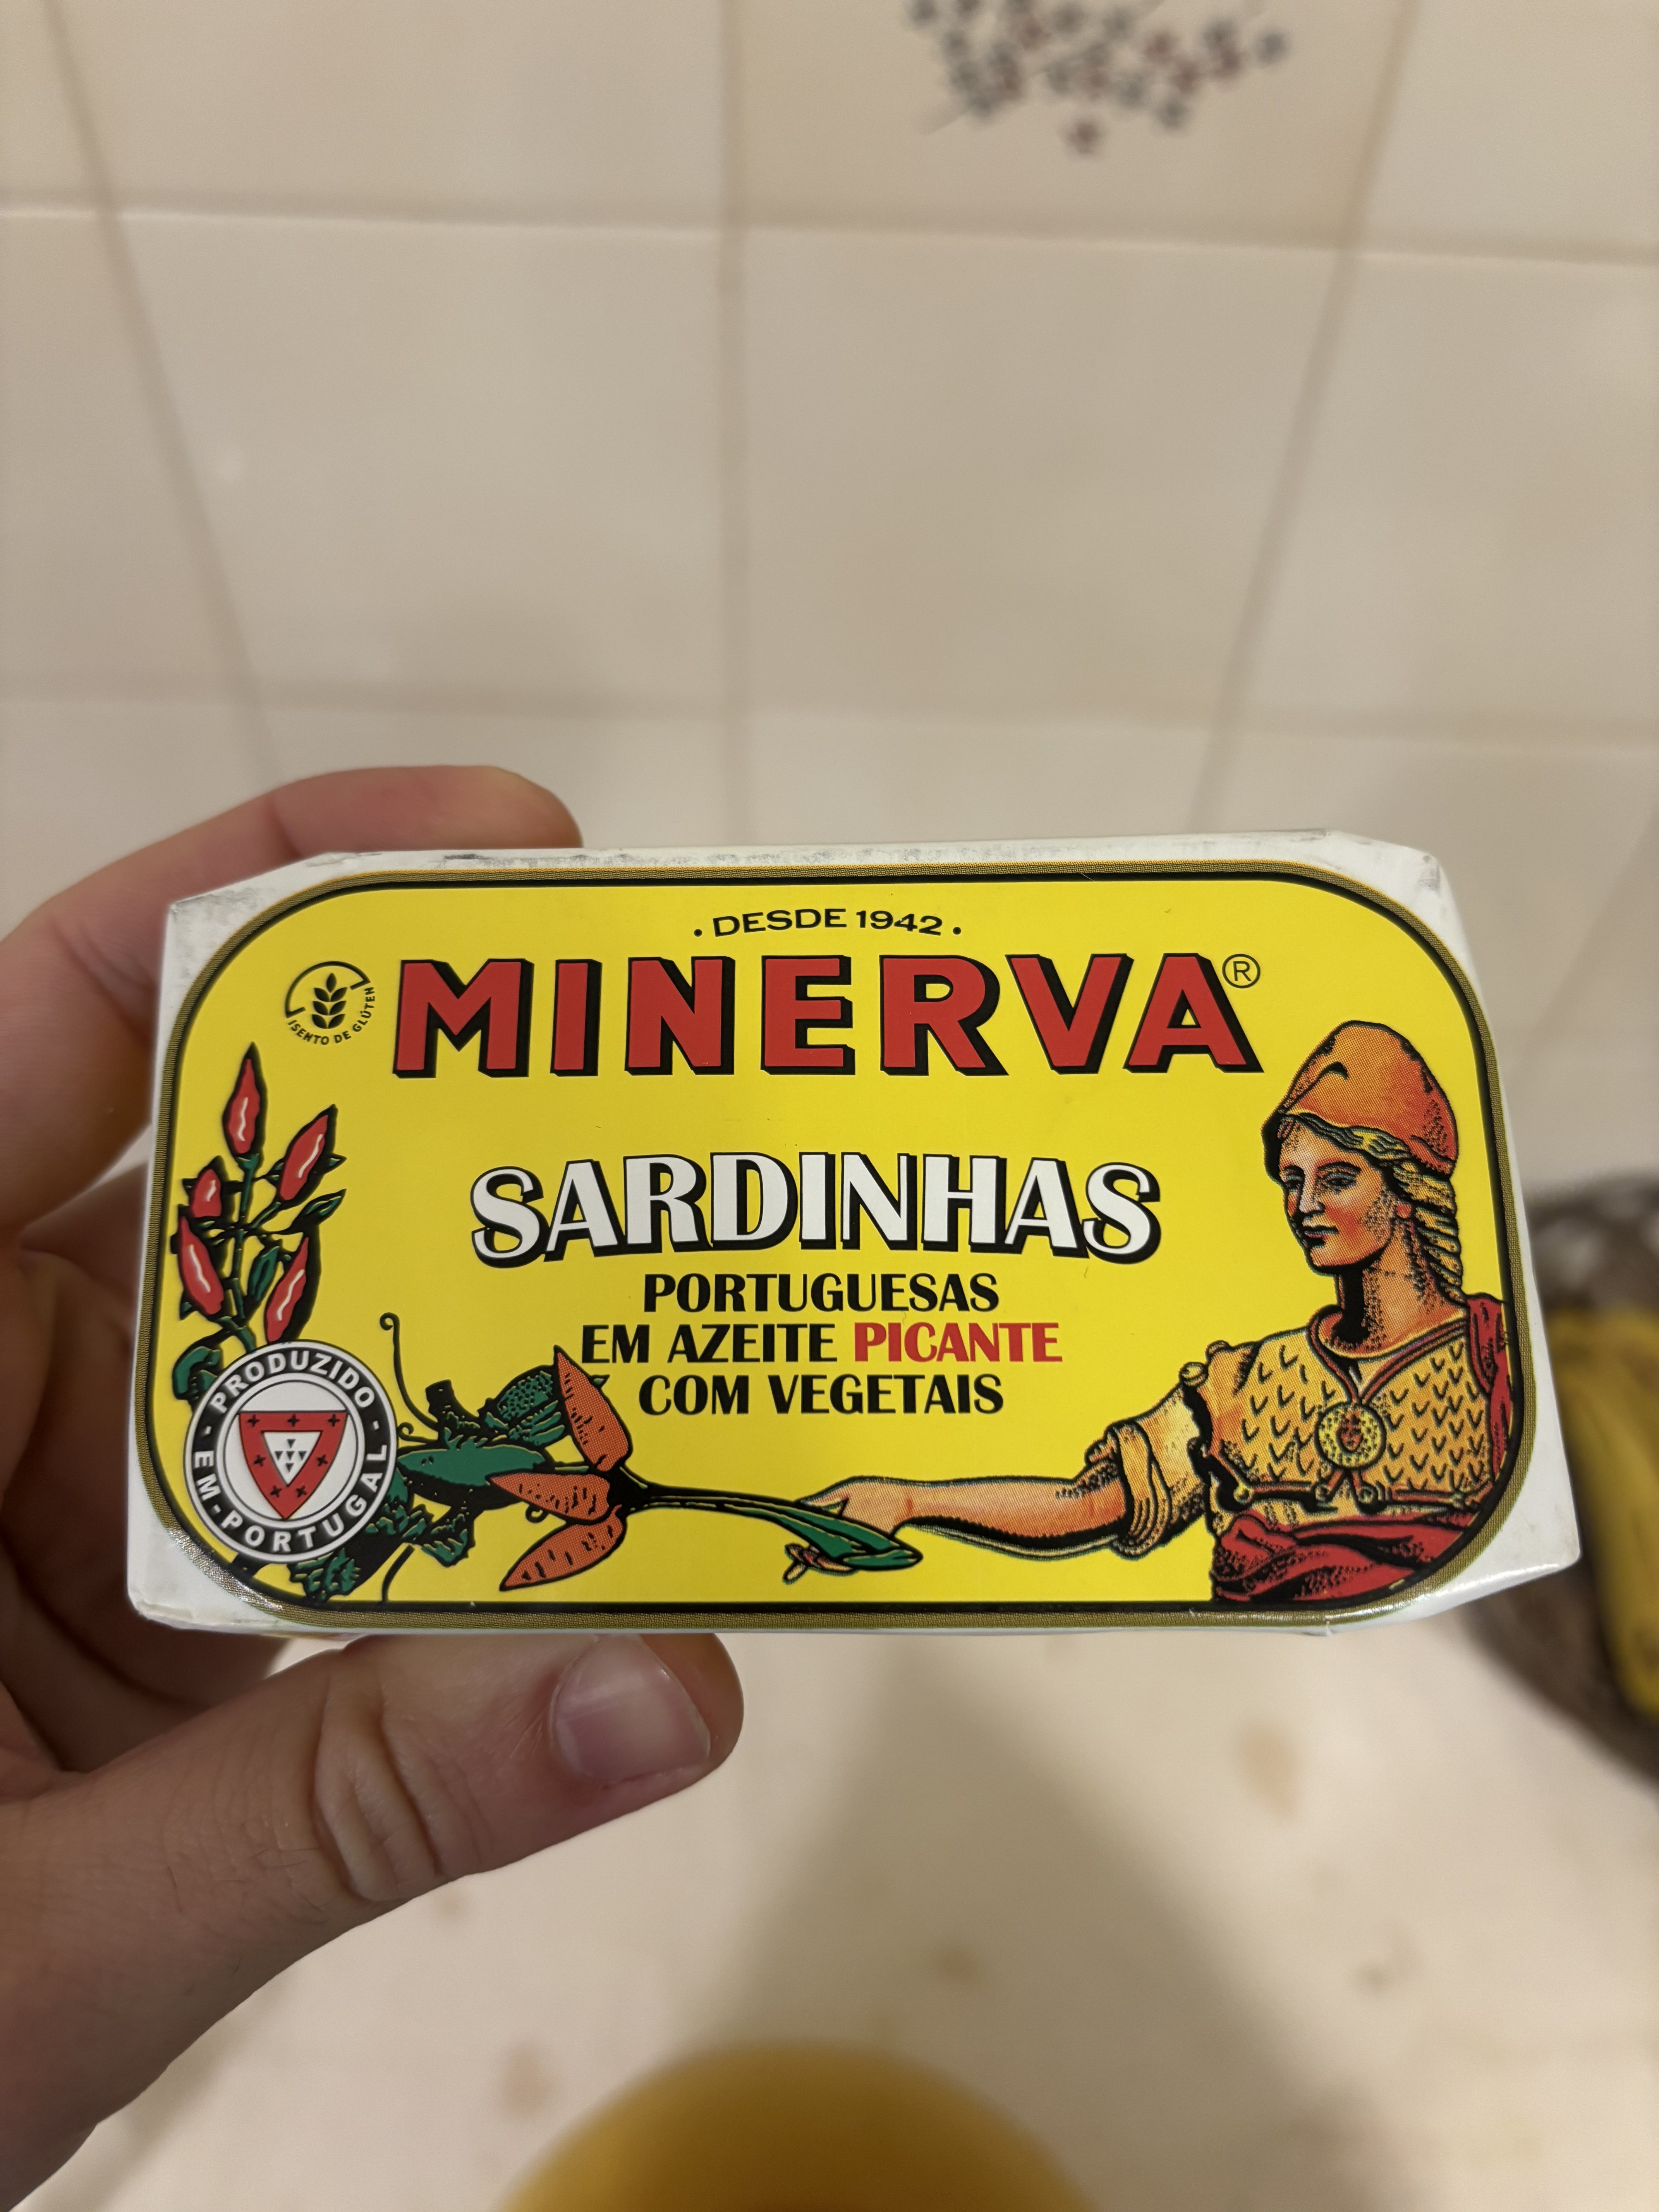 · DESDE 1942 ·
MINERVA®
ISENTO DE GLÚTEN
SARDINHAS
PORTUGUESAS
EM AZEITE PICANTE
COM VEGETAIS
PRODUZIDO - EM - PORTUGAL -